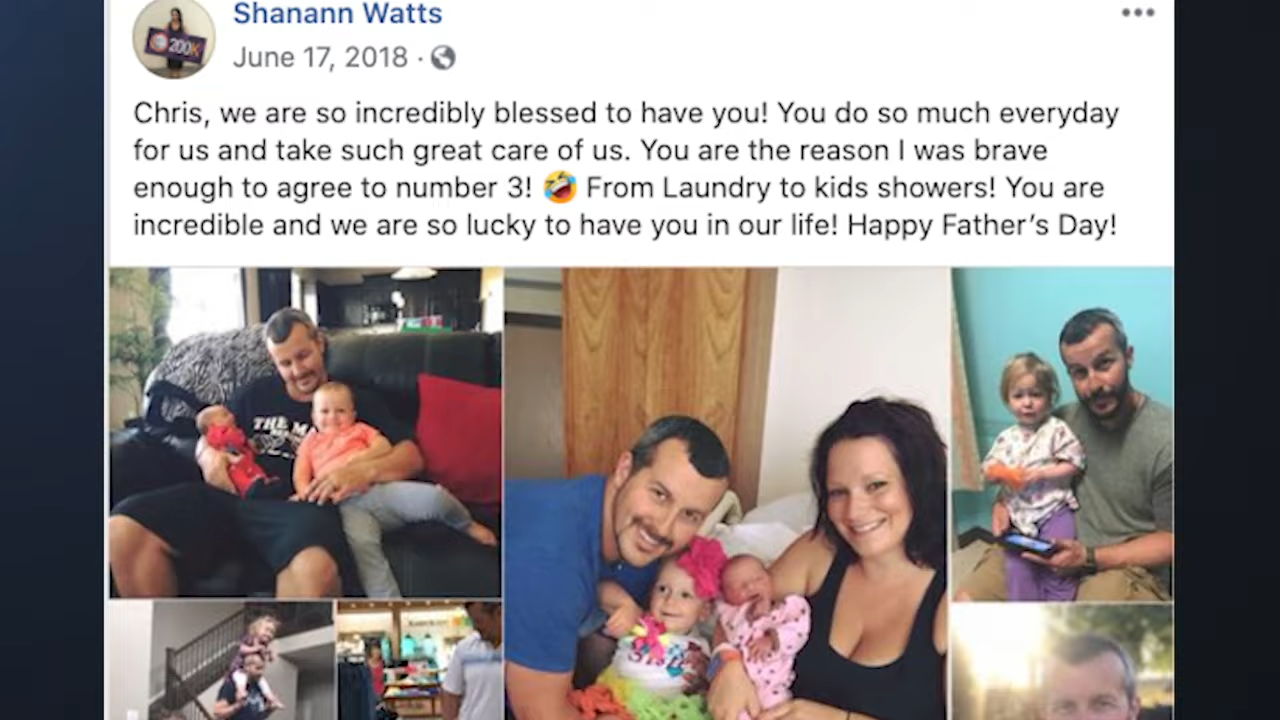 Shanann Watts
June 17, 2018 ·
Chris, we are so incredibly blessed to have you! You do so much everyday
for us and take such great care of us. You are the reason I was brave
enough to agree to number 3! 🤣 From Laundry to kids showers! You are
incredible and we are so lucky to have you in our life! Happy Father's Day!
200K
THE